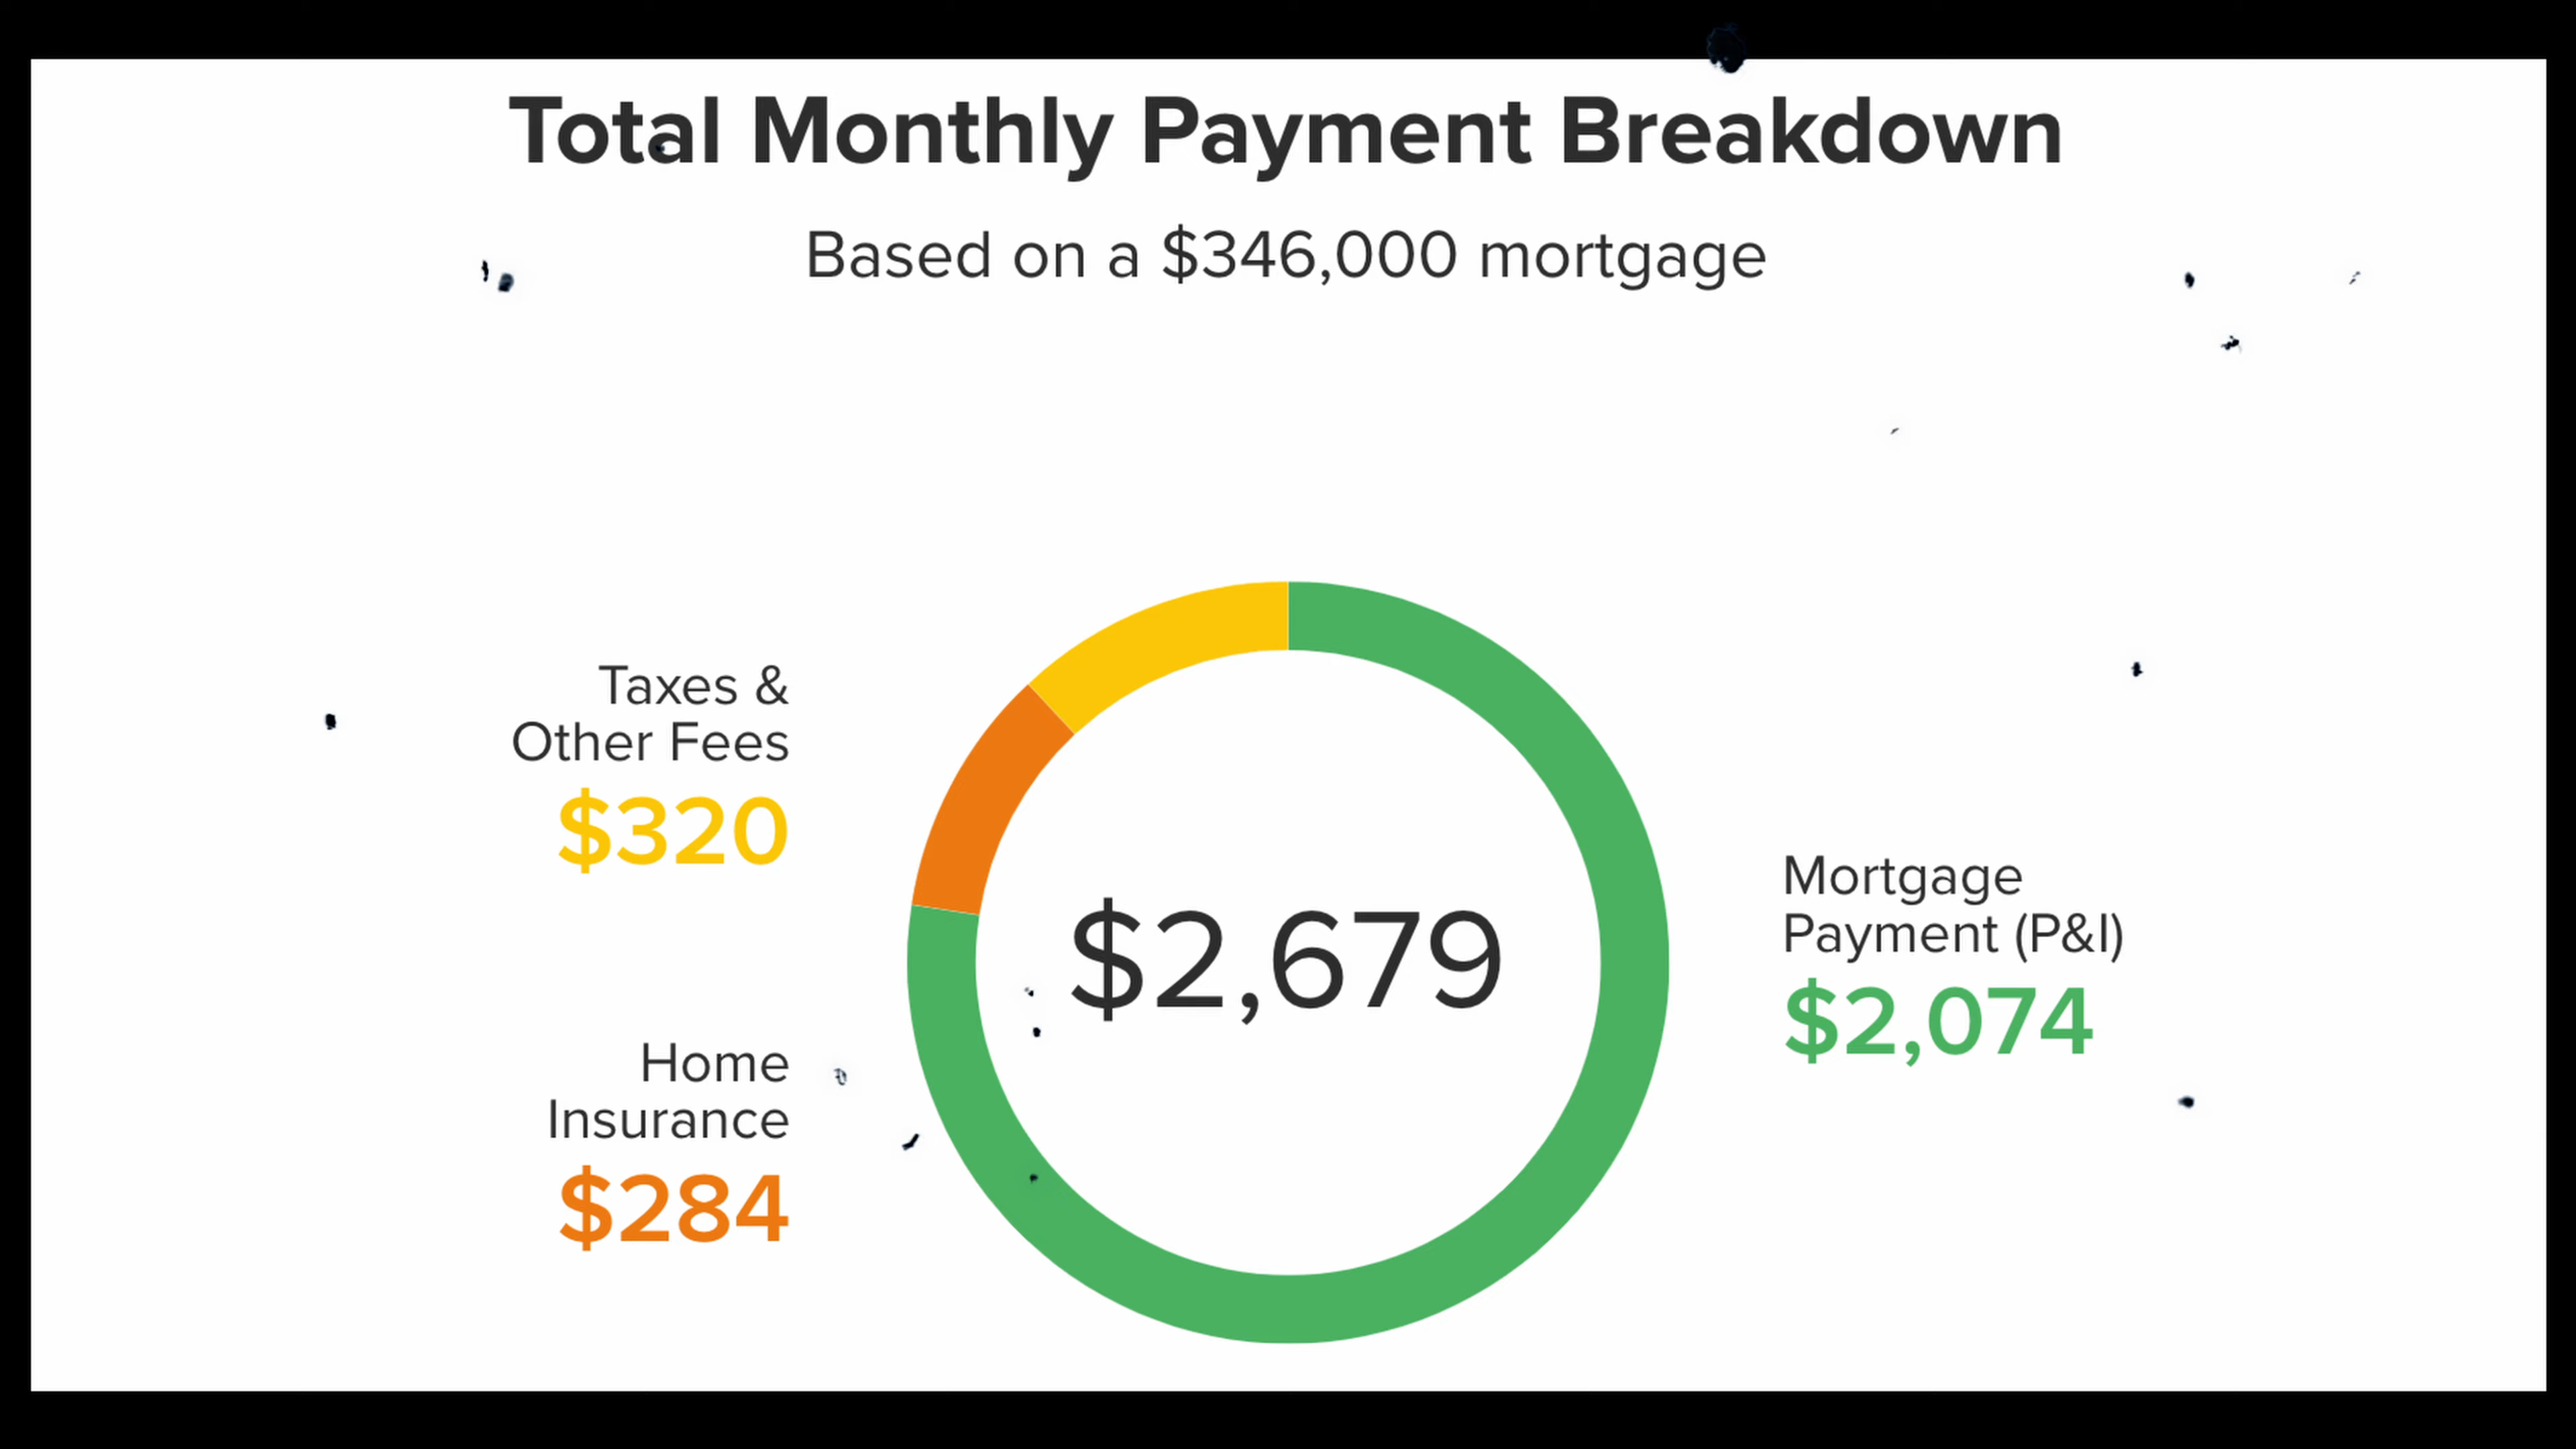 Total Monthly Payment Breakdown
Based on a $346,000 mortgage
Taxes &
Other Fees
$320
Home
Insurance
$284
$2,679
Mortgage
Payment (P&I)
$2,074